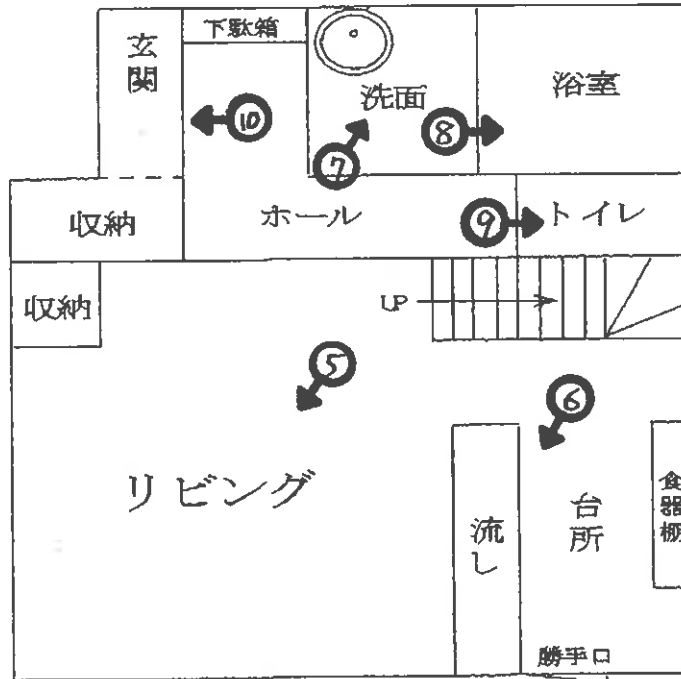 下駄箱
玄関
洗面
浴室
⑩
⑧
⑦
収納
ホール
⑨
トイレ
収納
UP
⑤
⑥
リビング
流し
台所
食器棚
勝手口